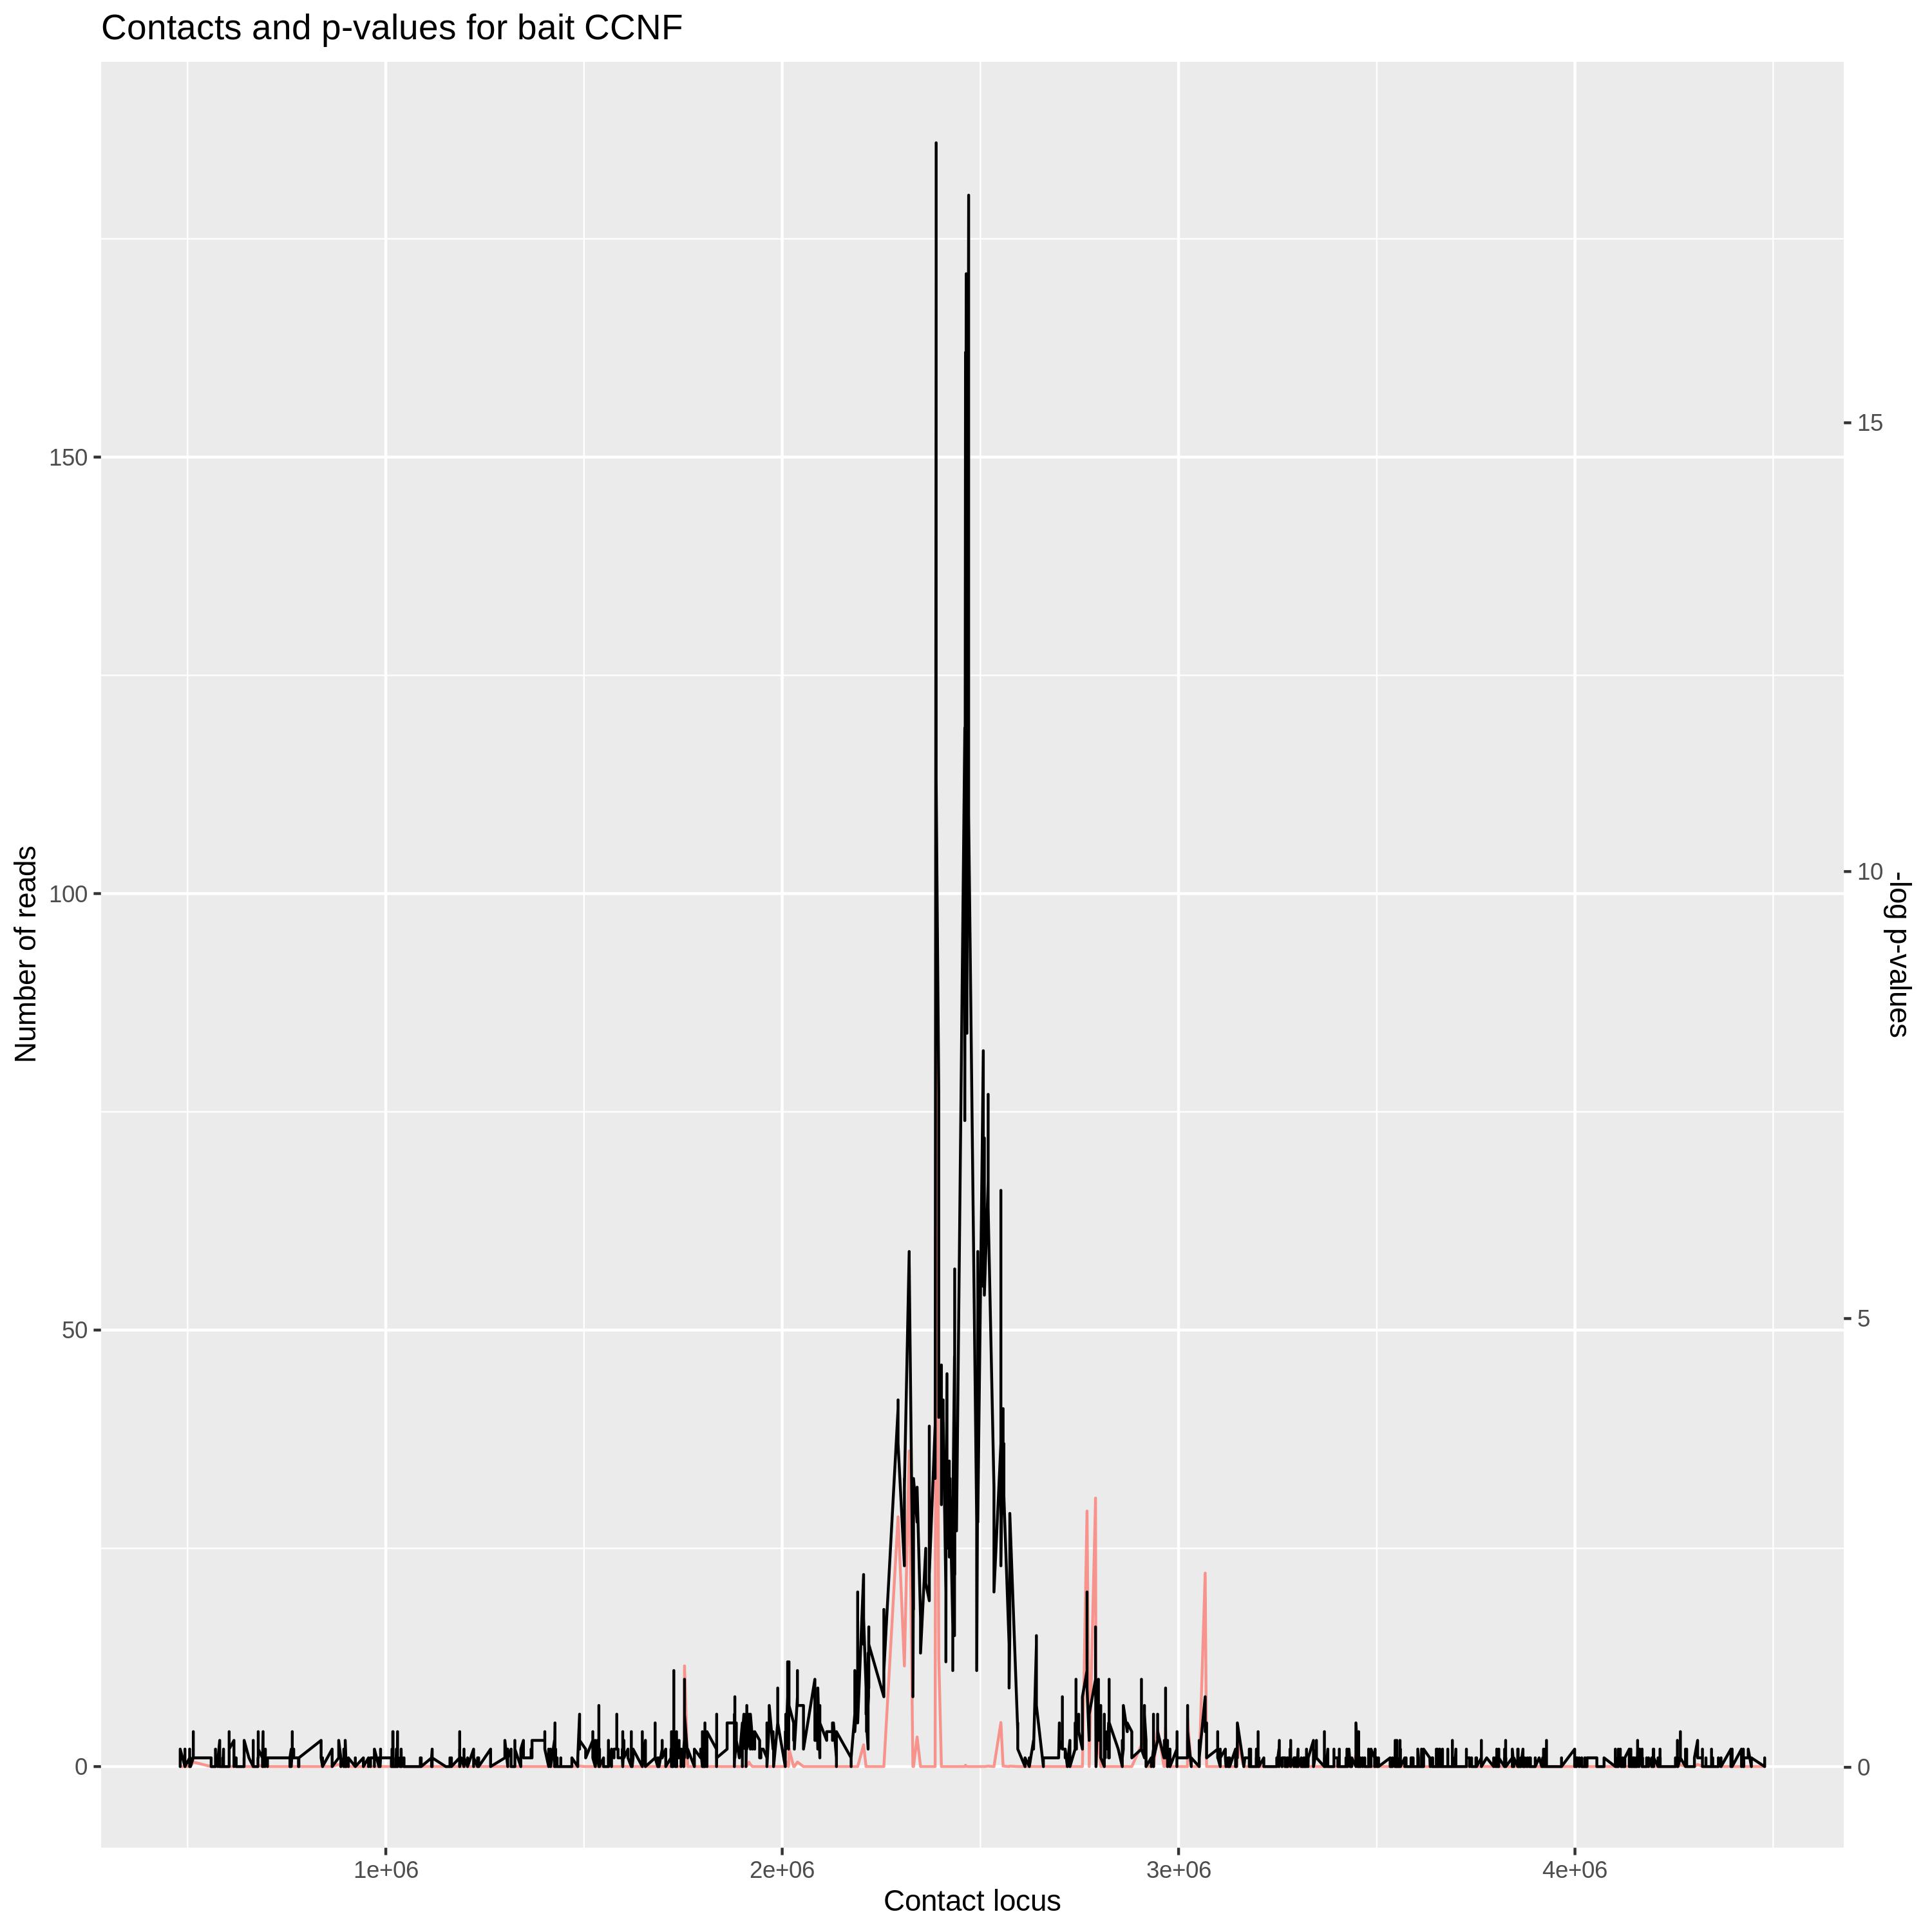 Contacts and p-values for bait CCNF
Number of reads
150
100
50
0
15
10
5
0
-log p-values
1e+06
2e+06
3e+06
4e+06
Contact locus